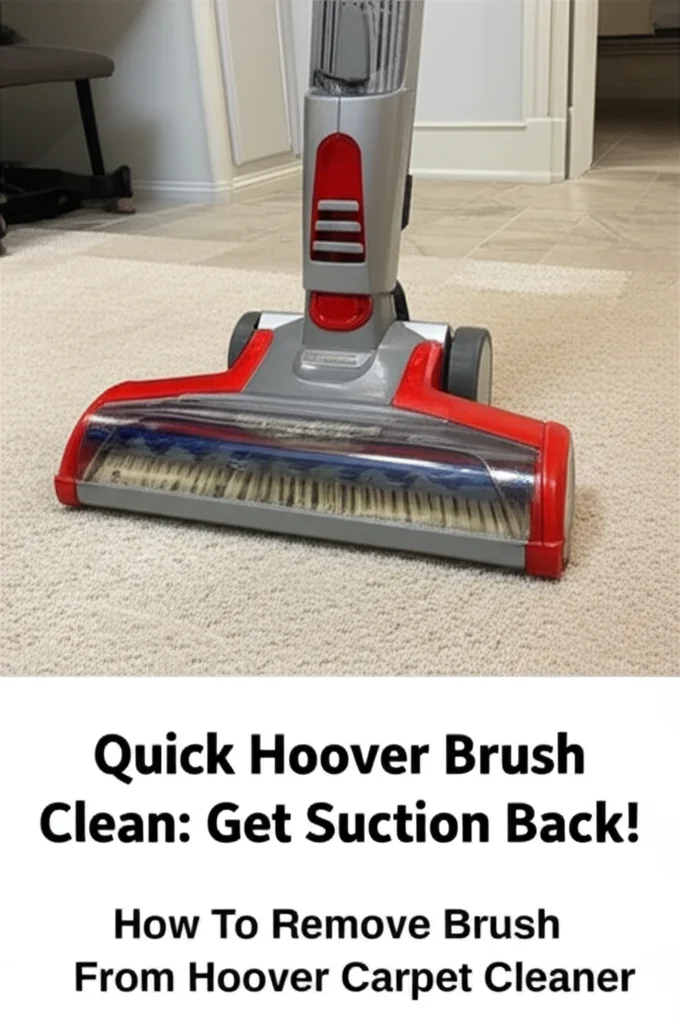 Quick Hoover Brush
Clean: Get Suction Back!
How To Remove Brush
From Hoover Carpet Cleaner